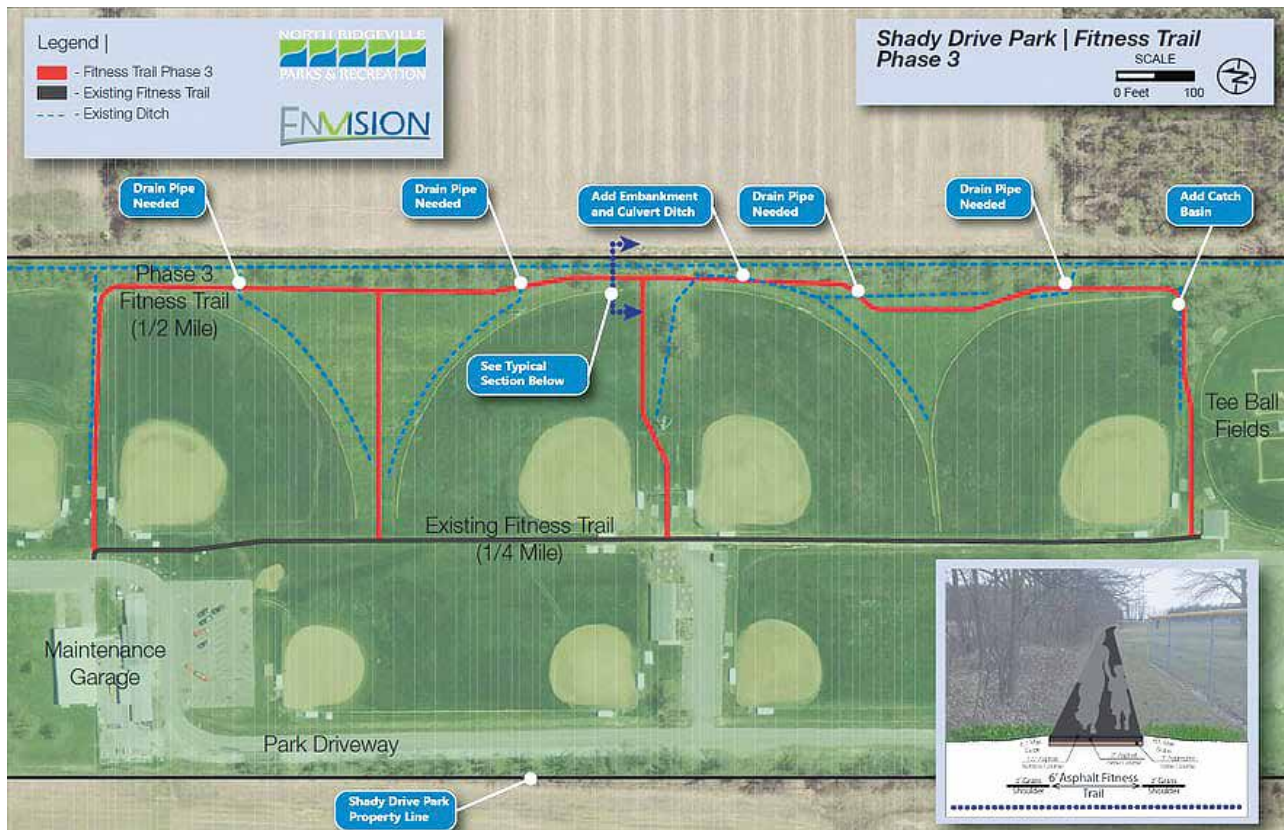 Legend |
- Fitness Trail Phase 3
- Existing Fitness Trail
- Existing Ditch
NORTH RIDGEVILLE
PARKS & RECREATION
ENVISION
Shady Drive Park | Fitness Trail
Phase 3
SCALE
0 Feet 100
N
Drain Pipe
Needed
Drain Pipe
Needed
Add Embankment
and Culvert Ditch
Drain Pipe
Needed
Drain Pipe
Needed
Add Catch
Basin
Phase 3
Fitness Trail
(1/2 Mile)
See Typical
Section Below
Tee Ball
Fields
Existing Fitness Trail
(1/4 Mile)
Maintenance
Garage
Park Driveway
Shady Drive Park
Property Line
6' Asphalt Fitness
Trail
2' Grass
Shoulder
2' Grass
Shoulder